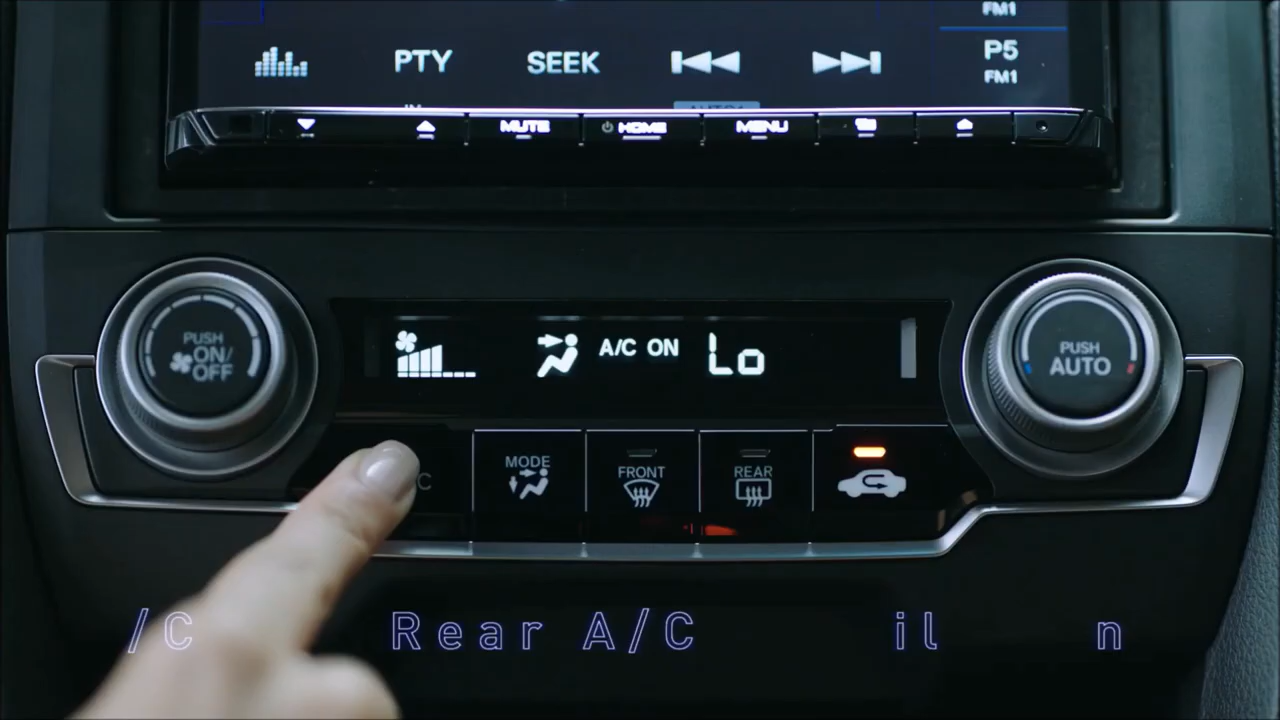 FM1
PTY SEEK P5
FM1
MUTE HOME MENU
PUSH
ON/
OFF
A/C ON Lo
PUSH
AUTO
C
MODE
FRONT
REAR
/C Rear A/C il n